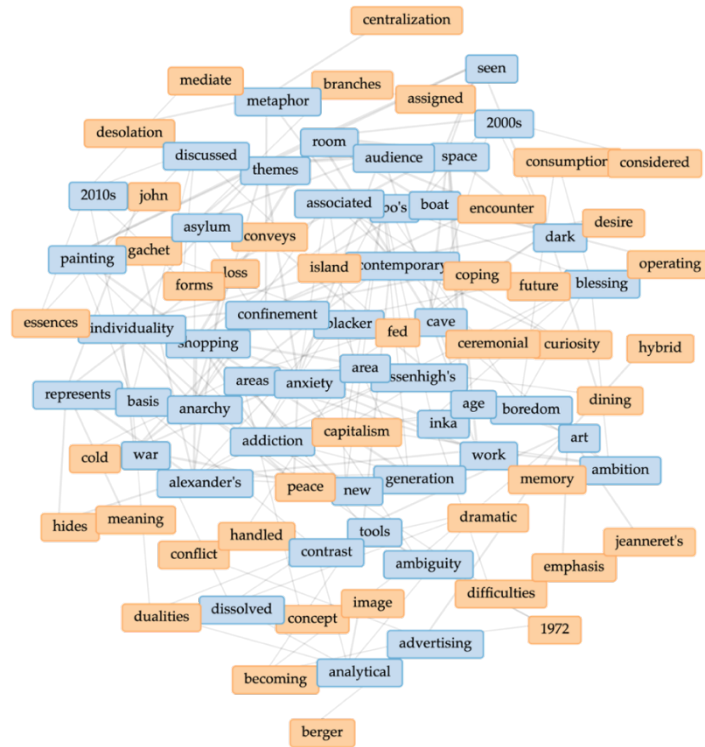 centralization
seen
mediate
branches
metaphor
assigned
2000s
desolation
room
discussed
audience
space
themes
consumption
considered
2010s
john
associated
boat
encounter
asylum
desire
conveys
dark
painting
gachet
loss
island
contemporary
coping
operating
forms
future
blessing
confinement
essences
individuality
blacker
cave
fed
shopping
ceremonial
curiosity
hybrid
area
areas
anxiety
ssenhigh's
represents
basis
anarchy
age
boredom
dining
addiction
capitalism
inka
art
cold
war
work
ambition
alexander's
peace
new
generation
memory
hides
meaning
dramatic
handled
tools
jeanneret's
conflict
contrast
ambiguity
emphasis
difficulties
dualities
dissolved
concept
image
1972
advertising
becoming
analytical
berger